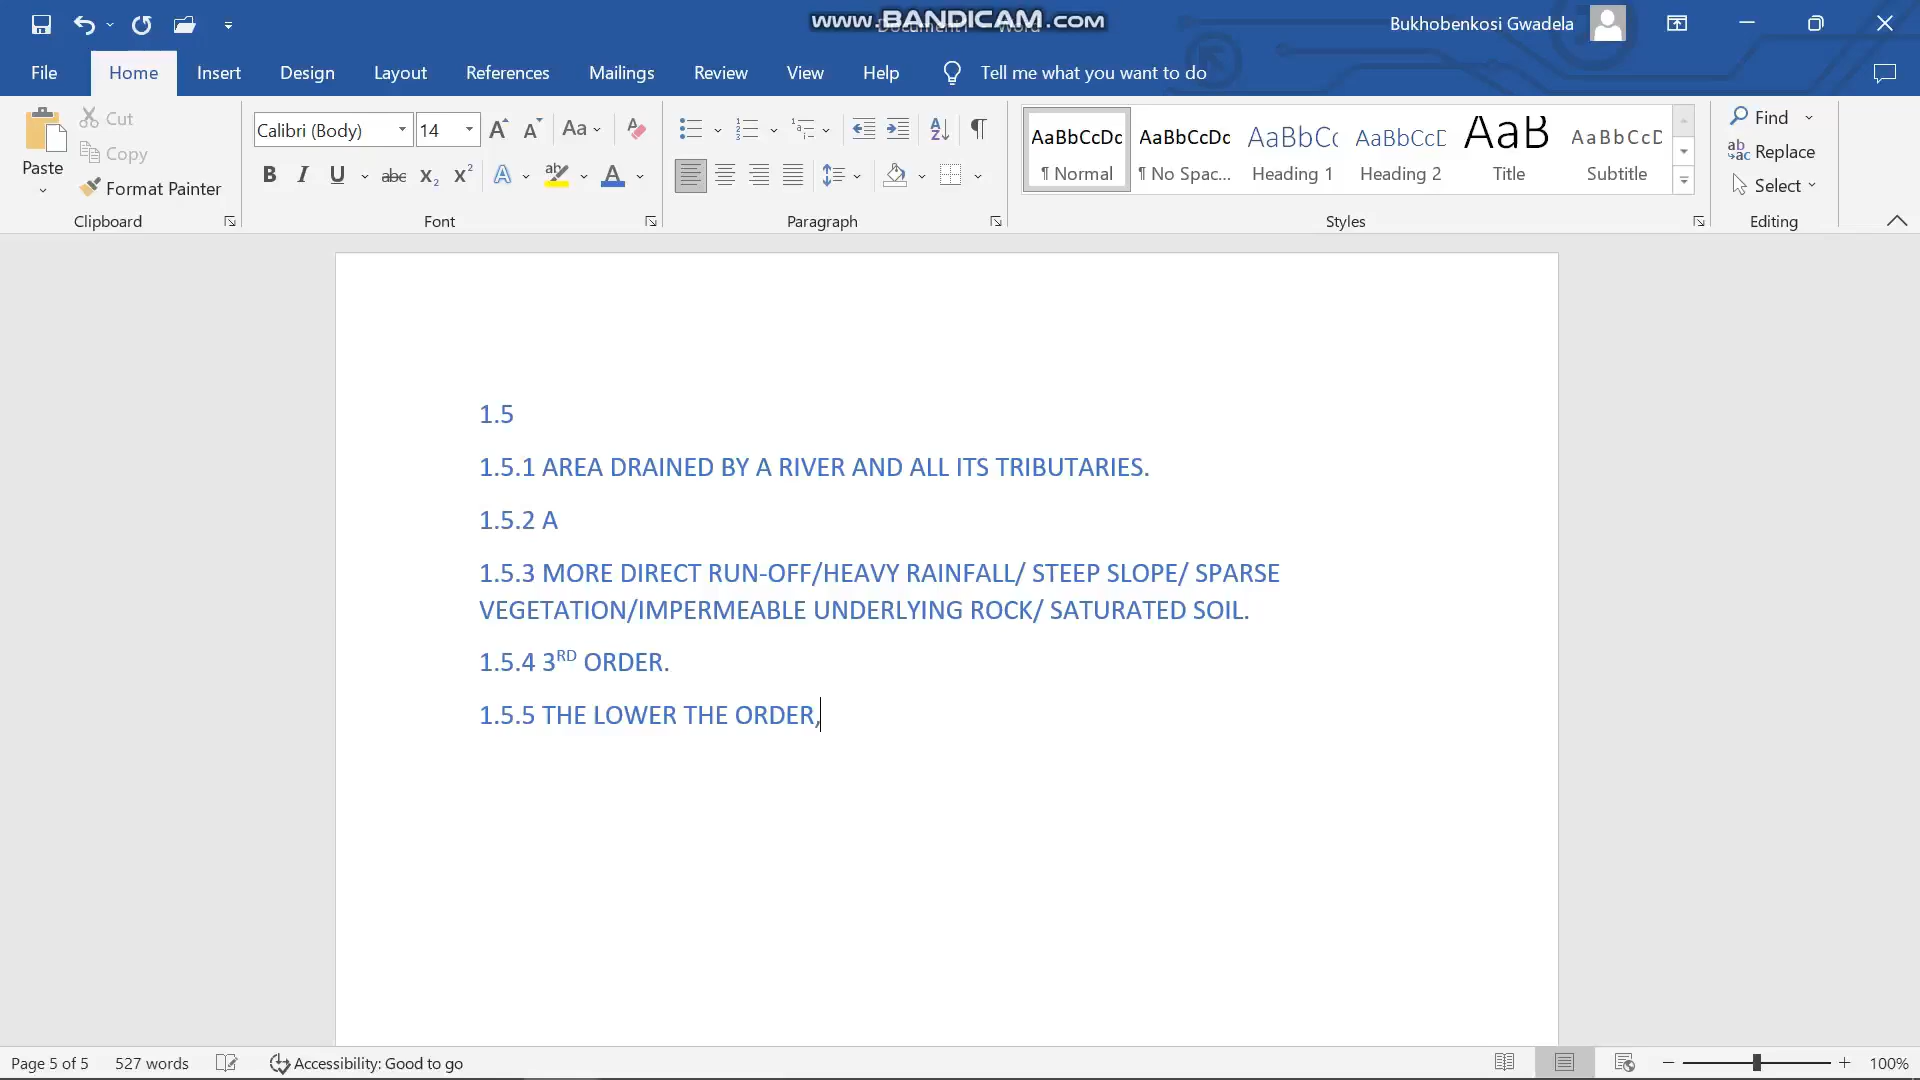 www.BANDICAM.com
Bukhobenkosi Gwadela
File Home Insert Design Layout References Mailings Review View Help Tell me what you want to do
Paste
Cut
Copy
Format Painter
Clipboard
Calibri (Body) 14
Font
Paragraph
AaBbCcDc AaBbCcDc AaBbCc AaBbCcD AaB AaBbCcD
¶ Normal ¶ No Spac... Heading 1 Heading 2 Title Subtitle
Styles
Find
Replace
Select
Editing
1.5
1.5.1 AREA DRAINED BY A RIVER AND ALL ITS TRIBUTARIES.
1.5.2 A
1.5.3 MORE DIRECT RUN-OFF/HEAVY RAINFALL/ STEEP SLOPE/ SPARSE
VEGETATION/IMPERMEABLE UNDERLYING ROCK/ SATURATED SOIL.
1.5.4 3RD ORDER.
1.5.5 THE LOWER THE ORDER,
Page 5 of 5 527 words Accessibility: Good to go 100%